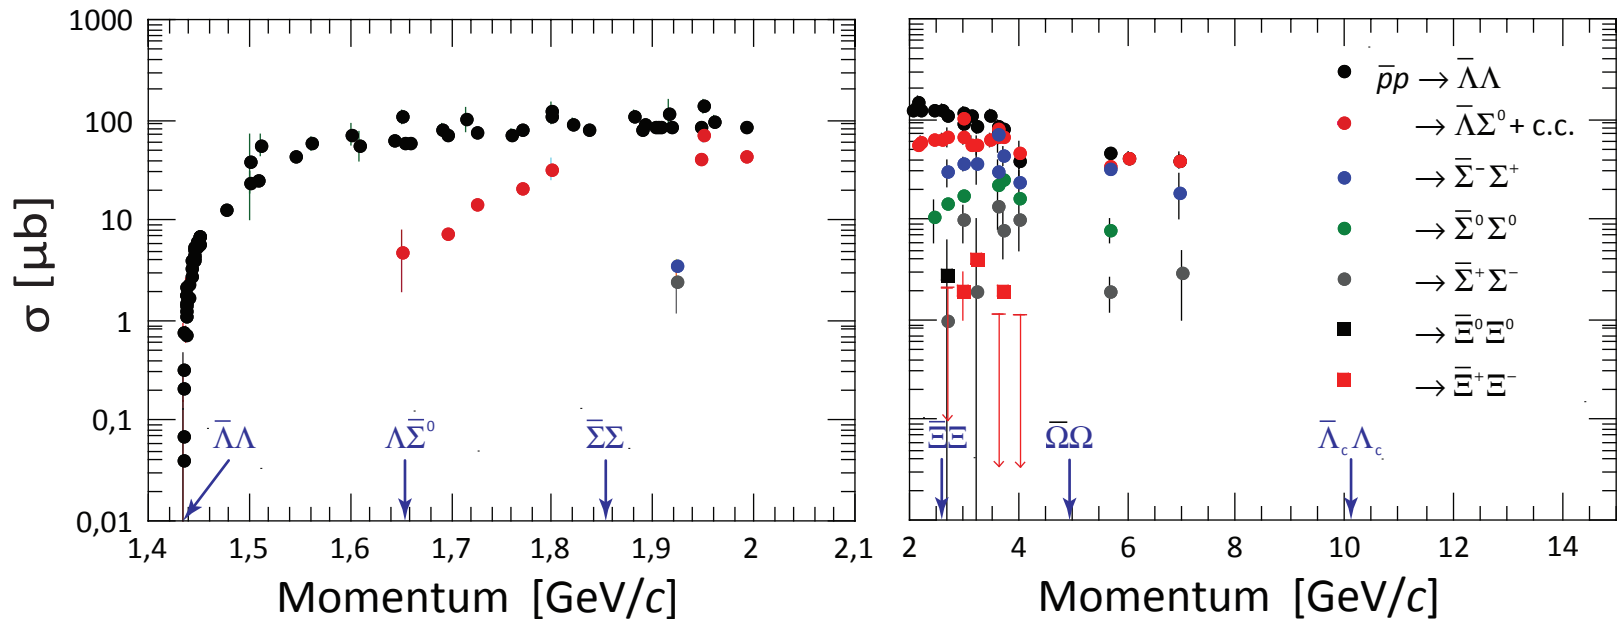 1000
100
10
1
0,1
0,01
σ [μb]
1,4 1,5 1,6 1,7 1,8 1,9 2 2,1
Momentum [GeV/c]
Λ̅Λ
ΛΣ̅⁰
Σ̅Σ
2 4 6 8 10 12 14
Momentum [GeV/c]
Ξ̅Ξ
Ω̅Ω
Λ̅cΛc
p̅p → Λ̅Λ
→ Λ̅Σ⁰ + c.c.
→ Σ̅⁻Σ⁺
→ Σ̅⁰Σ⁰
→ Σ̅⁺Σ⁻
→ Ξ̅⁰Ξ⁰
→ Ξ̅⁺Ξ⁻